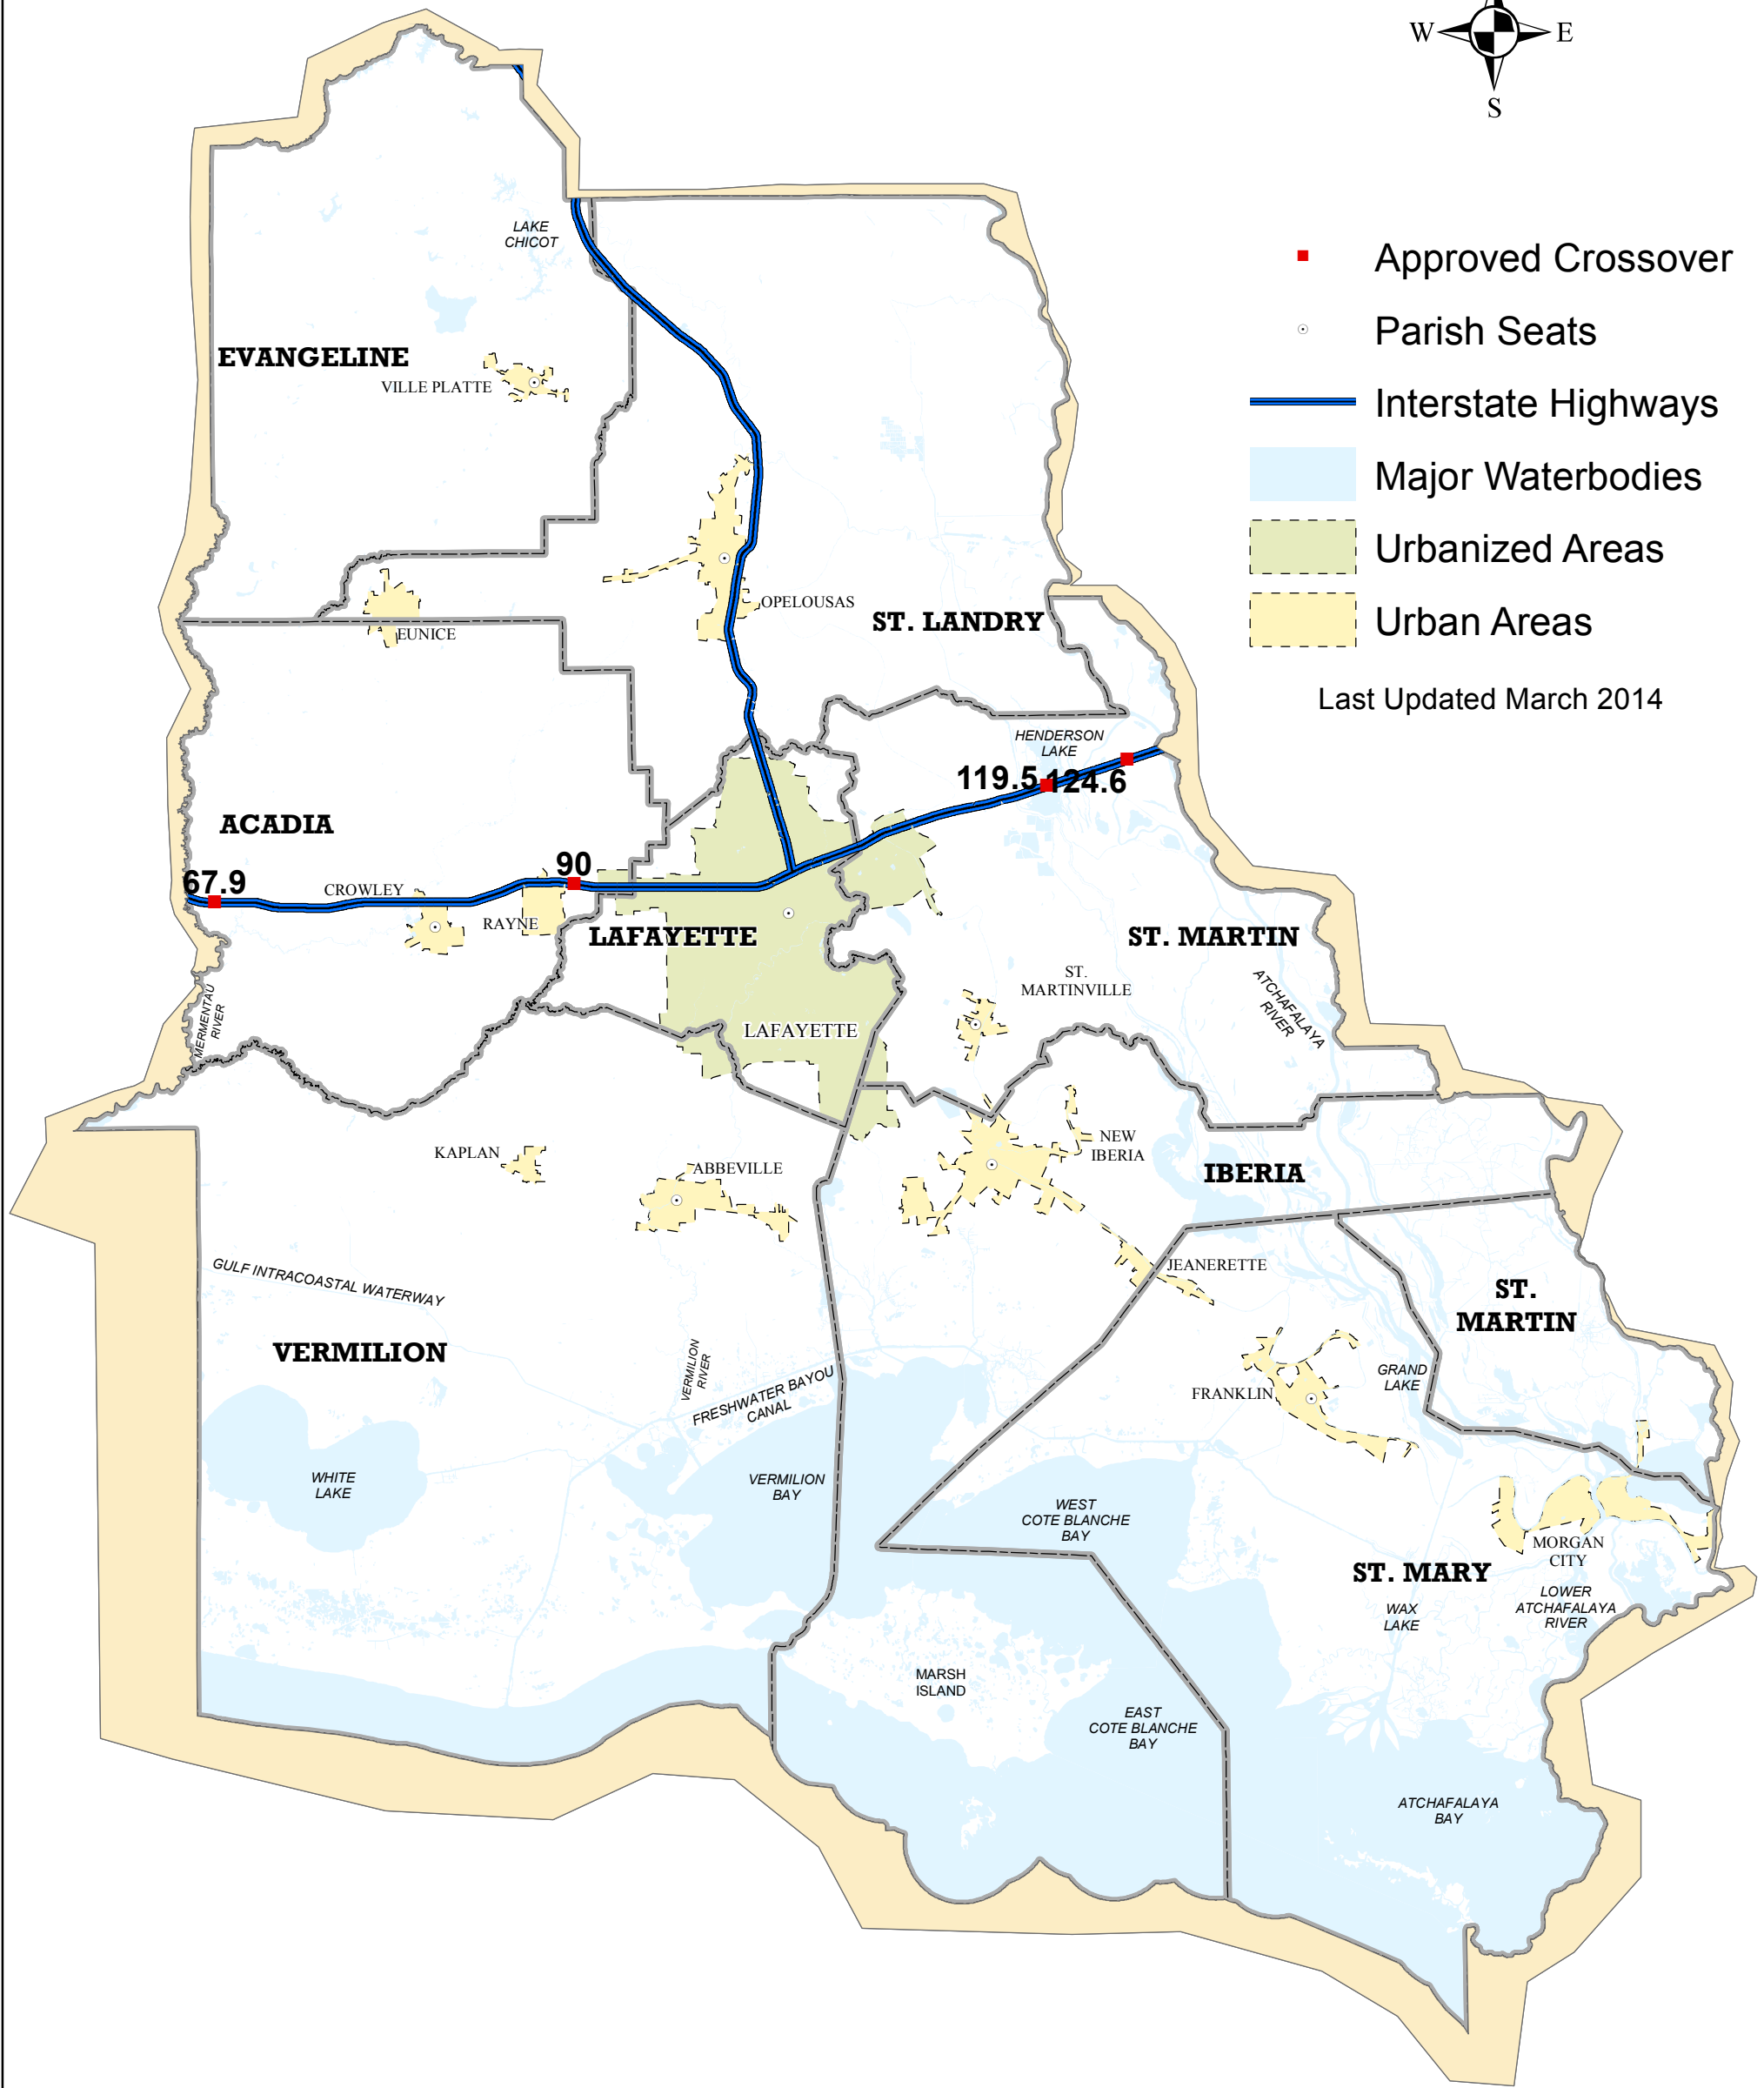 W E
S
Approved Crossover
Parish Seats
Interstate Highways
Major Waterbodies
Urbanized Areas
Urban Areas
Last Updated March 2014
LAKE
CHICOT
EVANGELINE
VILLE PLATTE
OPELOUSAS
ST. LANDRY
EUNICE
HENDERSON
LAKE
119.5
124.6
ACADIA
90
67.9
CROWLEY
RAYNE
LAFAYETTE
ST. MARTIN
ST.
MARTINVILLE
ATCHAFALAYA
RIVER
MERMENTAU
RIVER
LAFAYETTE
KAPLAN
ABBEVILLE
NEW
IBERIA
IBERIA
JEANERETTE
GULF INTRACOASTAL WATERWAY
ST.
MARTIN
VERMILION
VERMILION
RIVER
FRESHWATER BAYOU
CANAL
FRANKLIN
GRAND
LAKE
WHITE
LAKE
VERMILION
BAY
WEST
COTE BLANCHE
BAY
MORGAN
CITY
ST. MARY
LOWER
ATCHAFALAYA
RIVER
WAX
LAKE
MARSH
ISLAND
EAST
COTE BLANCHE
BAY
ATCHAFALAYA
BAY